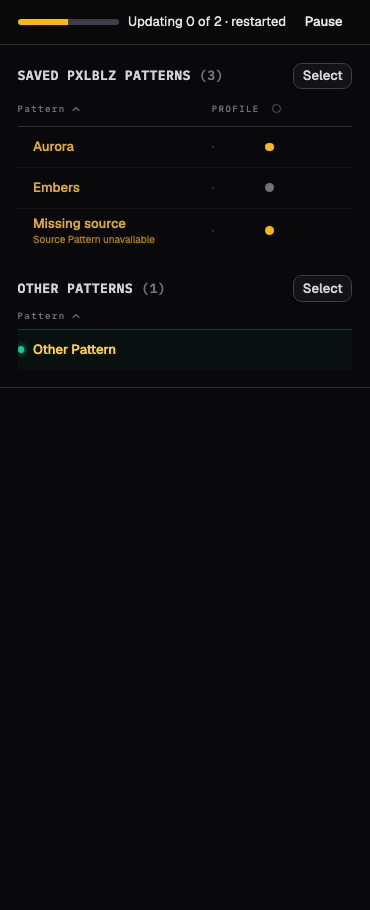 Updating 0 of 2 · restarted Pause
SAVED PXLBLZ PATTERNS (3) Select
Pattern PROFILE
Aurora
Embers
Missing source
Source Pattern unavailable
OTHER PATTERNS (1) Select
Pattern
Other Pattern